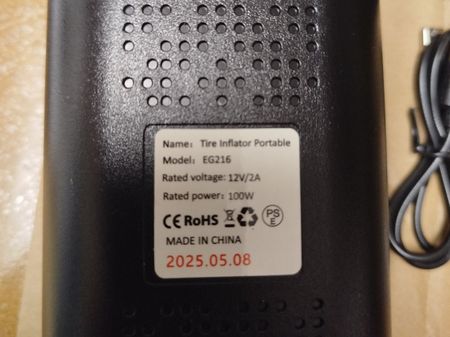 Name: Tire Inflator Portable
Model: EG216
Rated voltage: 12V/2A
Rated power: 100W
CE RoHS PS E
MADE IN CHINA
2025.05.08